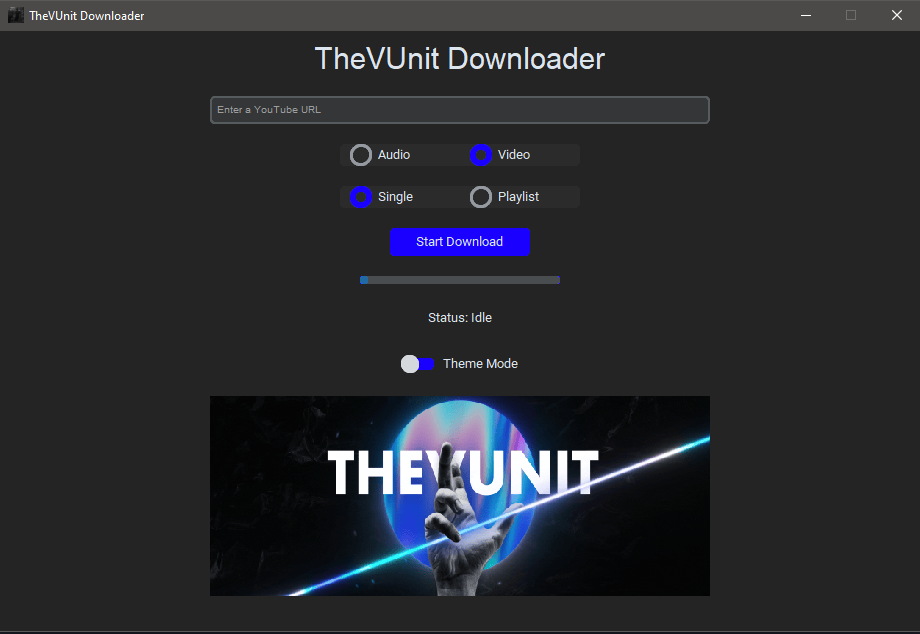 TheVUnit Downloader
TheVUnit Downloader
Enter a YouTube URL
Audio Video
Single Playlist
Start Download
Status: Idle
Theme Mode
THEVUNIT